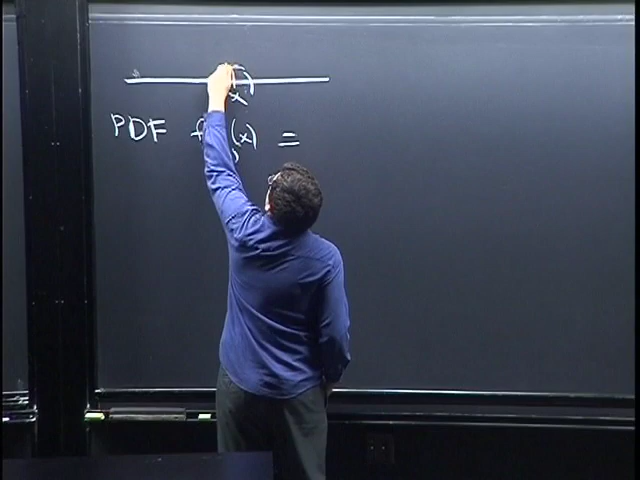 x
PDF f (x) =